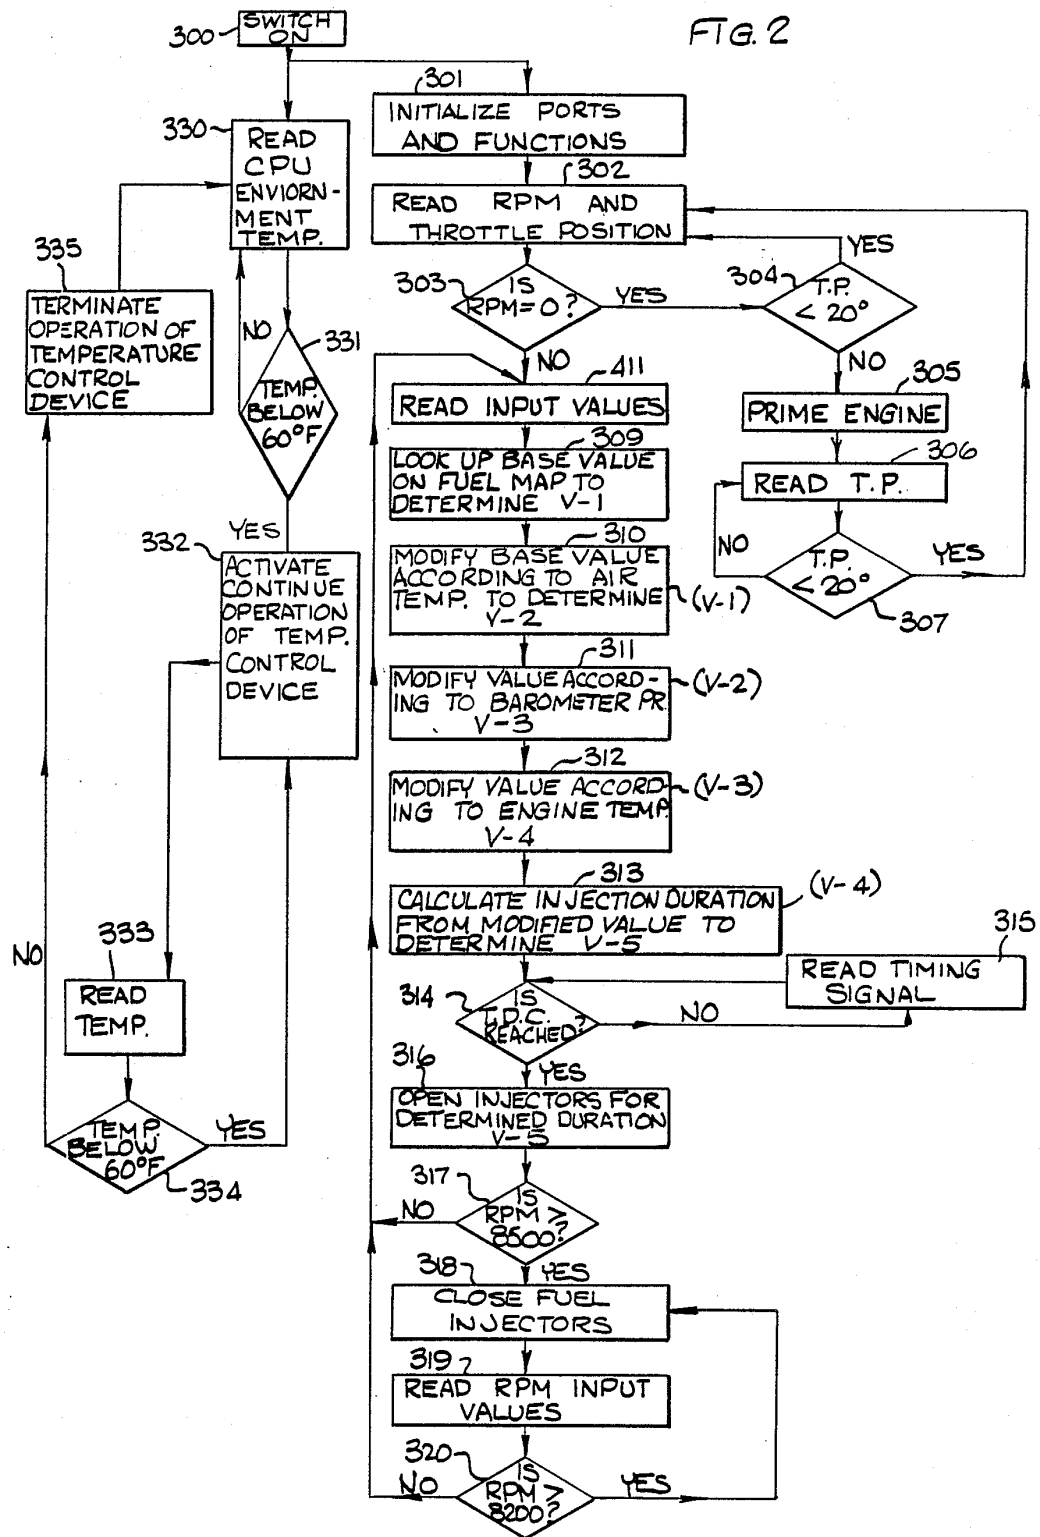 FIG. 2
300
SWITCH
ON
301
INITIALIZE PORTS
AND FUNCTIONS
302
READ RPM AND
THROTTLE POSITION
303
IS
RPM=0?
YES
NO
304
T.P.
< 20°
YES
NO
305
PRIME ENGINE
306
READ T.P.
T.P.
< 20°
307
NO
YES
330
READ
CPU
ENVIORN-
MENT
TEMP.
NO
331
TEMP.
BELOW
60°F
YES
335
TERMINATE
OPERATION OF
TEMPERATURE
CONTROL
DEVICE
332
ACTIVATE
CONTINUE
OPERATION
OF TEMP.
CONTROL
DEVICE
333
READ
TEMP.
TEMP.
BELOW
60°F
334
NO
YES
411
READ INPUT VALUES
309
LOOK UP BASE VALUE
ON FUEL MAP TO
DETERMINE V-1
310
MODIFY BASE VALUE
ACCORDING TO AIR
TEMP. TO DETERMINE
V-2
(V-1)
311
MODIFY VALUE ACCORD-
ING TO BAROMETER PR.
V-3
(V-2)
312
MODIFY VALUE ACCORD-
ING TO ENGINE TEMP.
V-4
(V-3)
313
CALCULATE INJECTION DURATION
FROM MODIFIED VALUE TO
DETERMINE V-5
(V-4)
314
IS
T.D.C.
REACHED?
NO
YES
315
READ TIMING
SIGNAL
316
OPEN INJECTORS FOR
DETERMINED DURATION
V-5
317
IS
RPM >
8500?
NO
YES
318
CLOSE FUEL
INJECTORS
319
READ RPM INPUT
VALUES
320
IS
RPM >
8200?
NO
YES